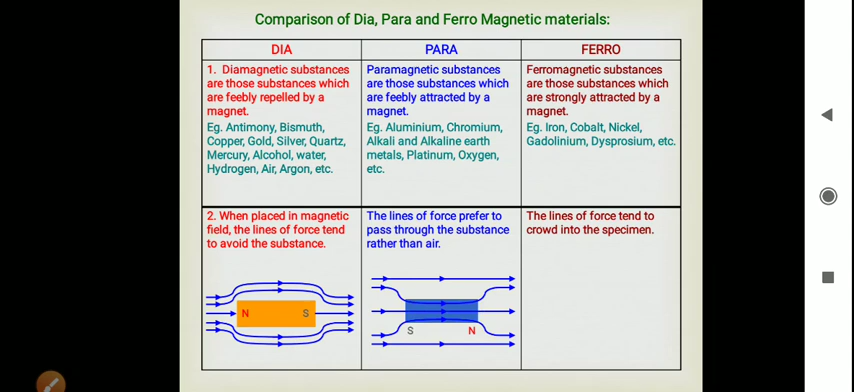 Comparison of Dia, Para and Ferro Magnetic materials:
DIA
PARA
FERRO
1. Diamagnetic substances
are those substances which
are feebly repelled by a
magnet.
Eg. Antimony, Bismuth,
Copper, Gold, Silver, Quartz,
Mercury, Alcohol, water,
Hydrogen, Air, Argon, etc.
Paramagnetic substances
are those substances which
are feebly attracted by a
magnet.
Eg. Aluminium, Chromium,
Alkali and Alkaline earth
metals, Platinum, Oxygen,
etc.
Ferromagnetic substances
are those substances which
are strongly attracted by a
magnet.
Eg. Iron, Cobalt, Nickel,
Gadolinium, Dysprosium, etc.
2. When placed in magnetic
field, the lines of force tend
to avoid the substance.
The lines of force prefer to
pass through the substance
rather than air.
The lines of force tend to
crowd into the specimen.
N S
S N